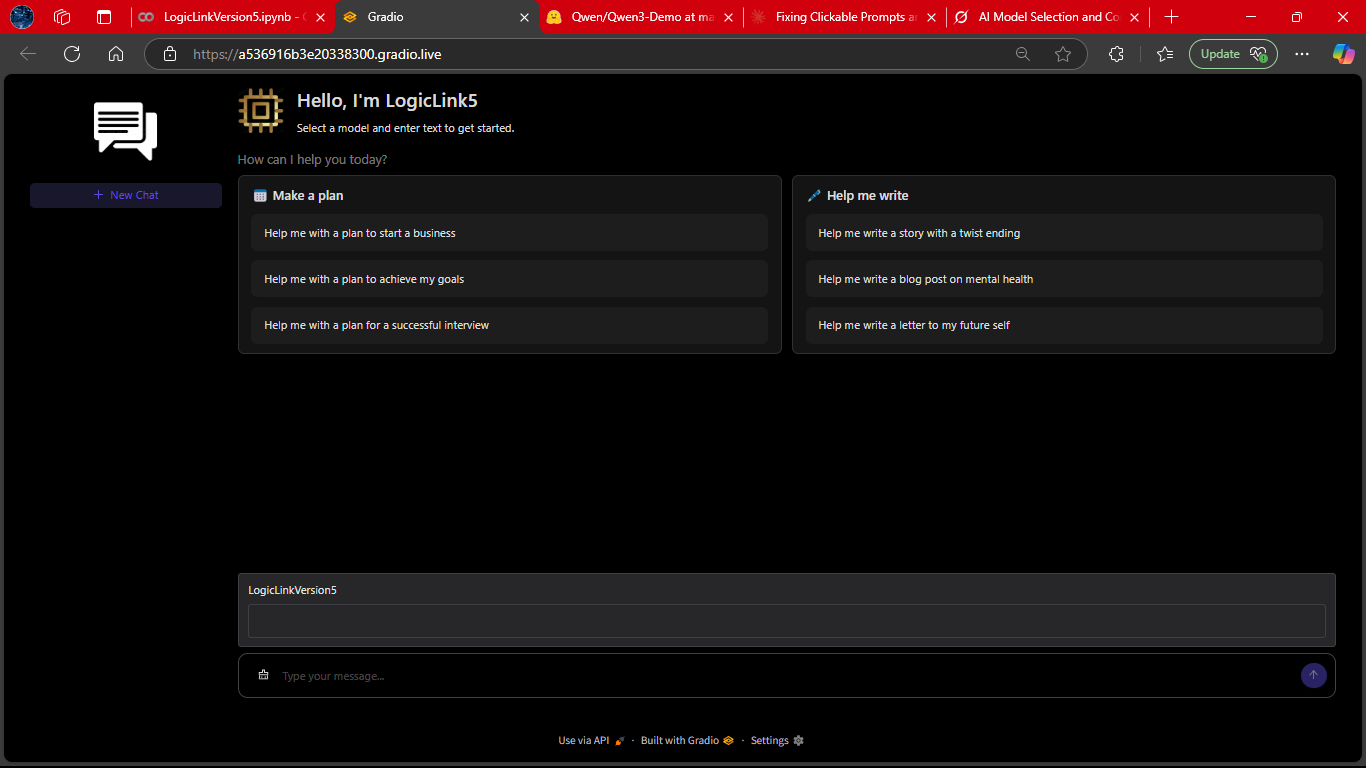 LogicLinkVersion5.ipynb - C
Gradio
Qwen/Qwen3-Demo at ma
Fixing Clickable Prompts a
AI Model Selection and Co
https://a536916b3e20338300.gradio.live
Update
New Chat
Hello, I'm LogicLink5
Select a model and enter text to get started.
How can I help you today?
Make a plan
Help me with a plan to start a business
Help me with a plan to achieve my goals
Help me with a plan for a successful interview
Help me write
Help me write a story with a twist ending
Help me write a blog post on mental health
Help me write a letter to my future self
LogicLinkVersion5
Type your message...
Use via API · Built with Gradio · Settings